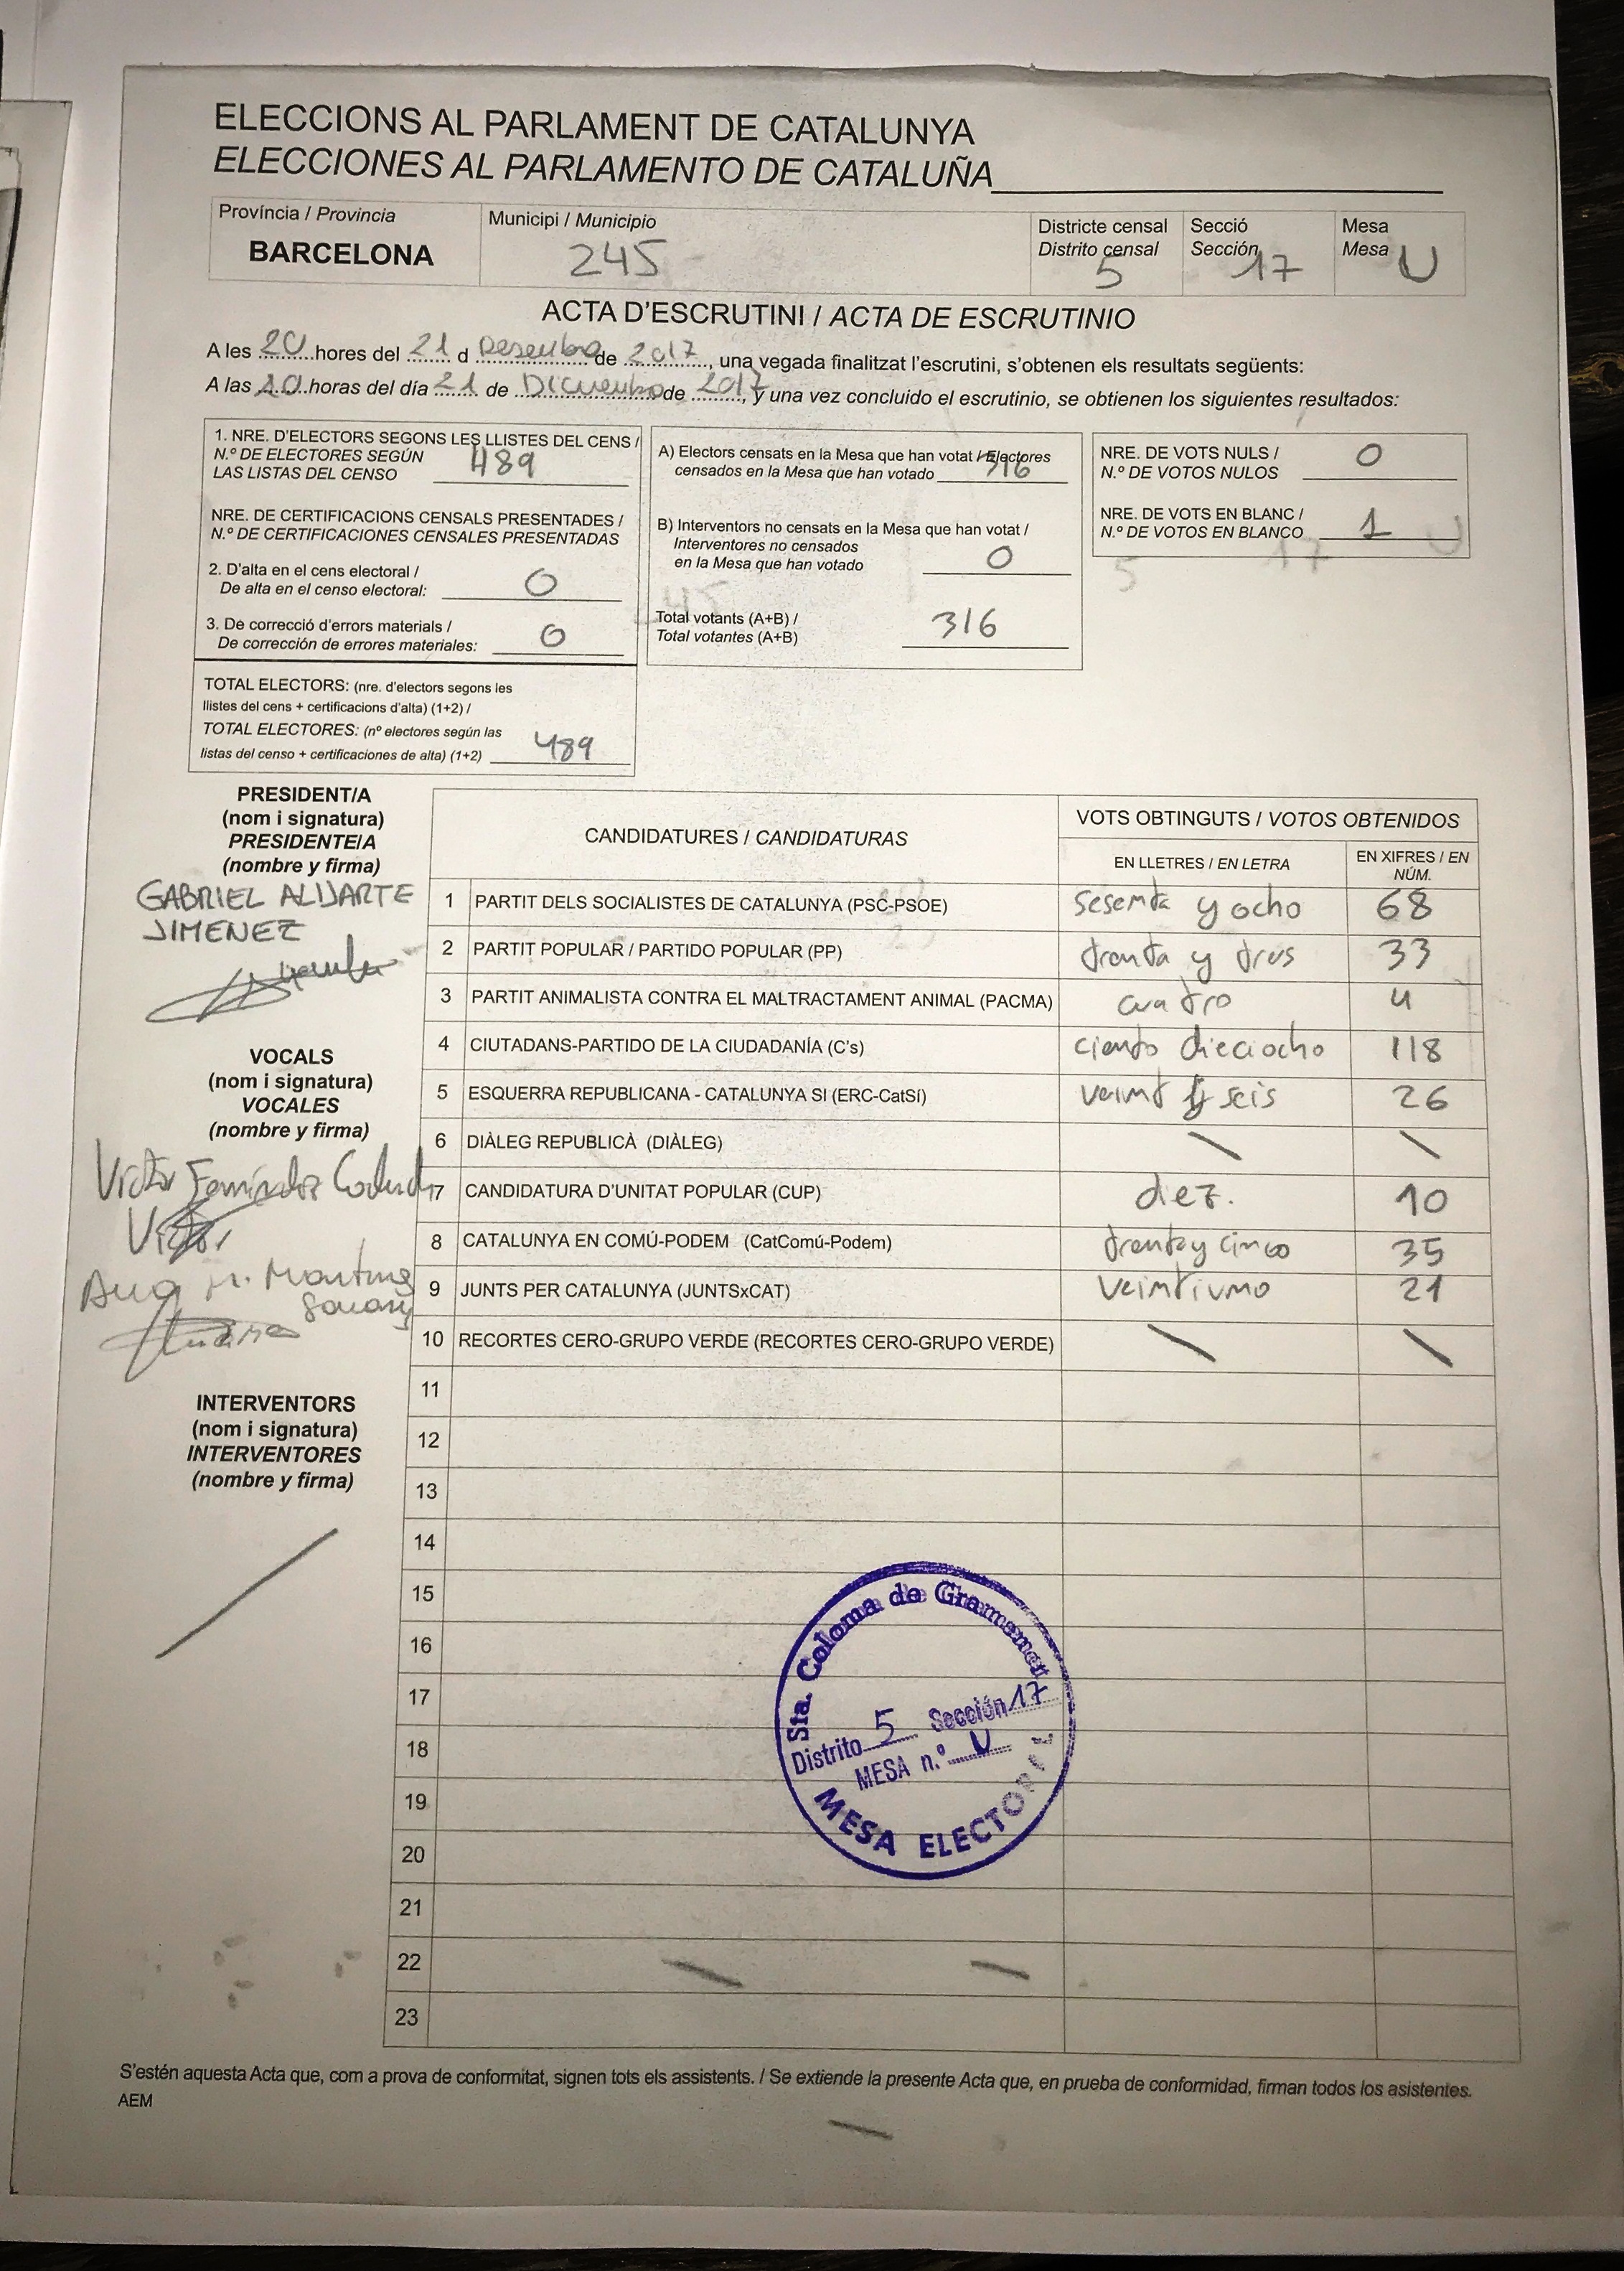 ELECCIONS AL PARLAMENT DE CATALUNYA
ELECCIONES AL PARLAMENTO DE CATALUÑA
Província / Provincia
BARCELONA
Municipi / Municipio
245
Districte censal
Distrito censal
5
Secció
Sección 17
Mesa
Mesa U
ACTA D'ESCRUTINI / ACTA DE ESCRUTINIO
A les 20 hores del 21 d Desembre de 2017, una vegada finalitzat l'escrutini, s'obtenen els resultats següents:
A las 20 horas del día 21 de Diciembre de 2017, y una vez concluido el escrutinio, se obtienen los siguientes resultados:
1. NRE. D'ELECTORS SEGONS LES LLISTES DEL CENS /
N.º DE ELECTORES SEGÚN
LAS LISTAS DEL CENSO 489
NRE. DE CERTIFICACIONS CENSALS PRESENTADES /
N.º DE CERTIFICACIONES CENSALES PRESENTADAS
2. D'alta en el cens electoral /
De alta en el censo electoral: 0
3. De correcció d'errors materials /
De corrección de errores materiales: 0
TOTAL ELECTORS: (nre. d'electors segons les
llistes del cens + certificacions d'alta) (1+2) /
TOTAL ELECTORES: (nº electores según las
listas del censo + certificaciones de alta) (1+2) 489
A) Electors censats en la Mesa que han votat / Electores
censados en la Mesa que han votado 316
B) Interventors no censats en la Mesa que han votat /
Interventores no censados
en la Mesa que han votado 0
Total votants (A+B) /
Total votantes (A+B) 316
NRE. DE VOTS NULS /
N.º DE VOTOS NULOS 0
NRE. DE VOTS EN BLANC /
N.º DE VOTOS EN BLANCO 1
PRESIDENT/A
(nom i signatura)
PRESIDENTE/A
(nombre y firma)
GABRIEL ALIJARTE
JIMENEZ
VOCALS
(nom i signatura)
VOCALES
(nombre y firma)
Victor Fernández
Victor
Ana M. Martinez
INTERVENTORS
(nom i signatura)
INTERVENTORES
(nombre y firma)
CANDIDATURES / CANDIDATURAS
VOTS OBTINGUTS / VOTOS OBTENIDOS
EN LLETRES / EN LETRA
EN XIFRES / EN
NÚM.
1 PARTIT DELS SOCIALISTES DE CATALUNYA (PSC-PSOE) sesenta y ocho 68
2 PARTIT POPULAR / PARTIDO POPULAR (PP) trenta y tres 33
3 PARTIT ANIMALISTA CONTRA EL MALTRACTAMENT ANIMAL (PACMA) cuatro 4
4 CIUTADANS-PARTIDO DE LA CIUDADANÍA (C's) ciento dieciocho 118
5 ESQUERRA REPUBLICANA - CATALUNYA SI (ERC-CatSí) veint y seis 26
6 DIÀLEG REPUBLICÀ (DIÀLEG)
7 CANDIDATURA D'UNITAT POPULAR (CUP) diez. 10
8 CATALUNYA EN COMÚ-PODEM (CatComú-Podem) trenta y cinco 35
9 JUNTS PER CATALUNYA (JUNTSxCAT) veintiuno 21
10 RECORTES CERO-GRUPO VERDE (RECORTES CERO-GRUPO VERDE)
11
12
13
14
15
16
17
18
19
20
21
22
23
Sta. Coloma de Gramenet
Distrito 5 Sección 17
MESA n.º U
MESA ELECTORAL
S'estén aquesta Acta que, com a prova de conformitat, signen tots els assistents. / Se extiende la presente Acta que, en prueba de conformidad, firman todos los asistentes.
AEM